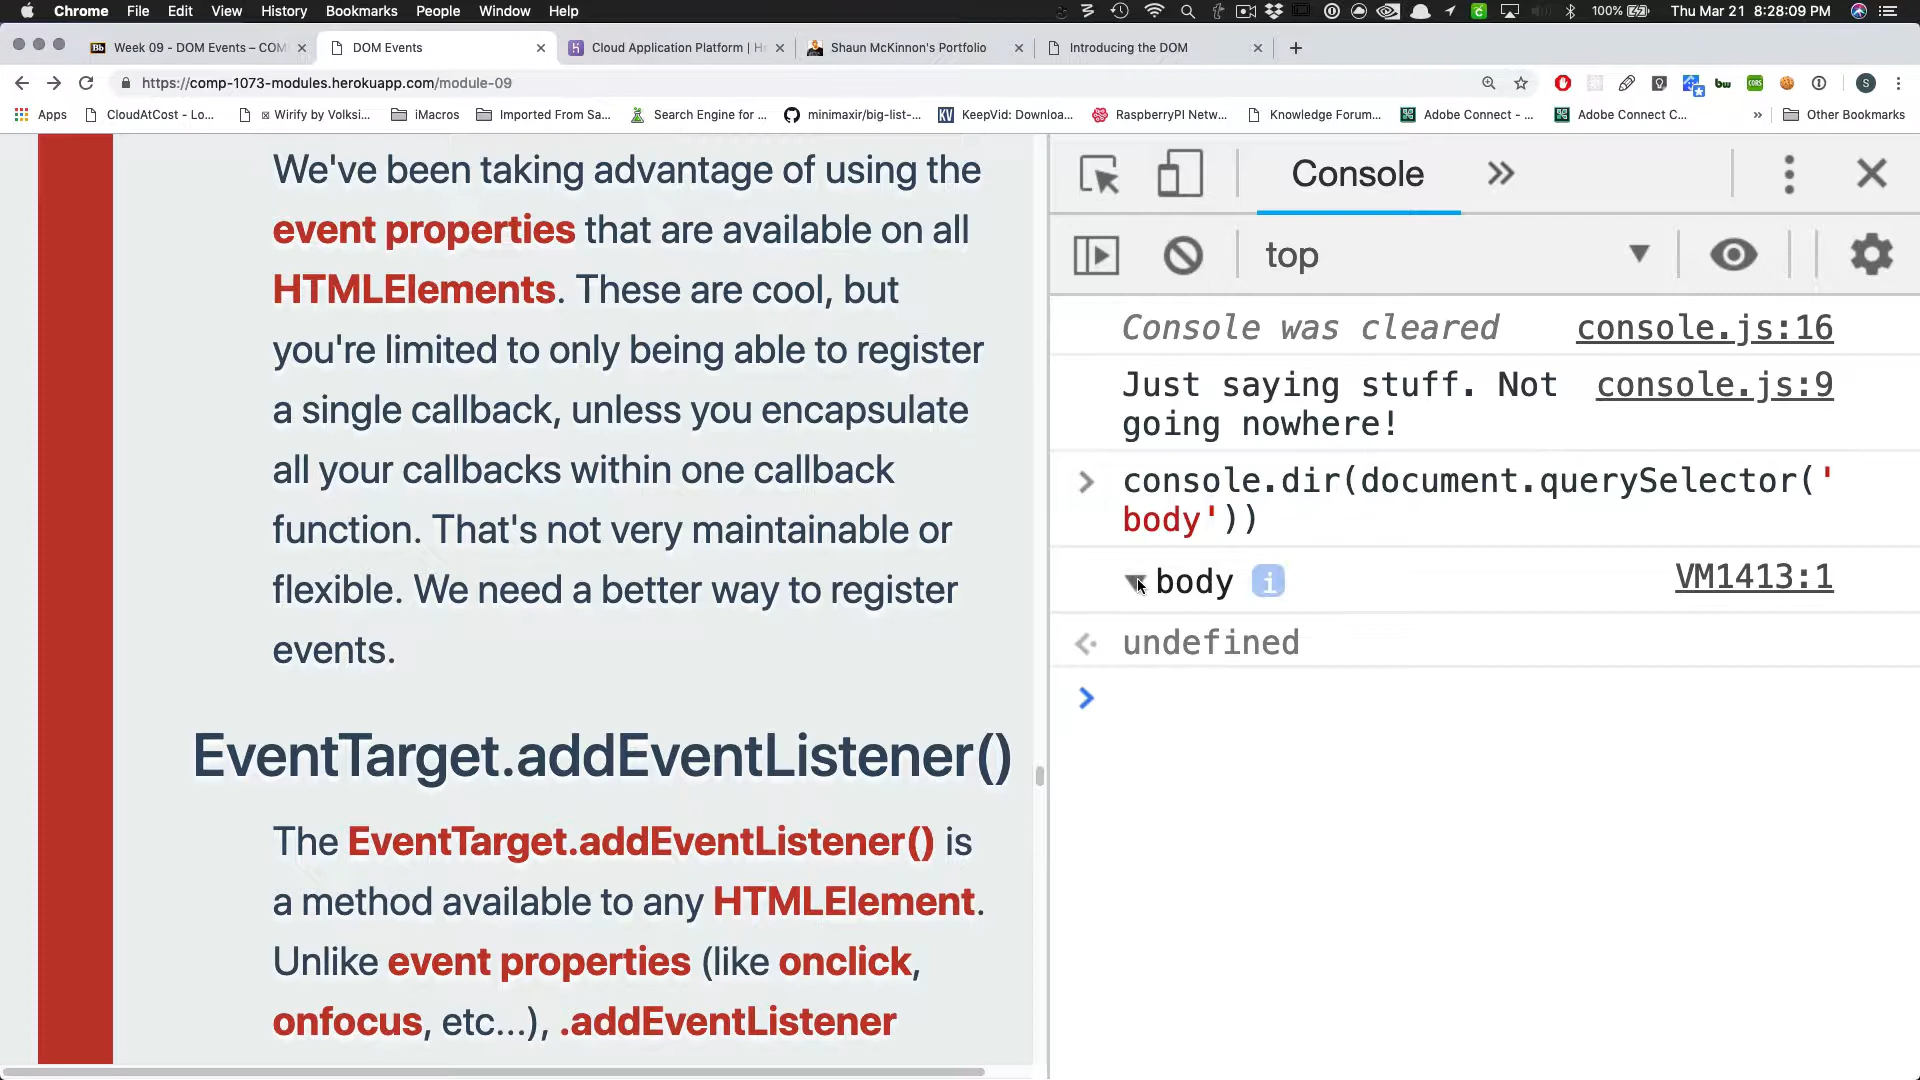 Chrome File Edit View History Bookmarks People Window Help 100% Thu Mar 21 8:28:09 PM
Bb Week 09 - DOM Events – COM DOM Events Cloud Application Platform | He Shaun McKinnon's Portfolio Introducing the DOM
https://comp-1073-modules.herokuapp.com/module-09
Apps CloudAtCost - Lo... Wirify by Volksi... iMacros Imported From Sa... Search Engine for ... minimaxir/big-list-... KV KeepVid: Downloa... RaspberryPI Netw... Knowledge Forum... Adobe Connect - ... Adobe Connect C... » Other Bookmarks
We've been taking advantage of using the
event properties that are available on all
HTMLElements. These are cool, but
you're limited to only being able to register
a single callback, unless you encapsulate
all your callbacks within one callback
function. That's not very maintainable or
flexible. We need a better way to register
events.
EventTarget.addEventListener()
The EventTarget.addEventListener() is
a method available to any HTMLElement.
Unlike event properties (like onclick,
onfocus, etc...), .addEventListener
Console
top
Console was cleared console.js:16
Just saying stuff. Not console.js:9
going nowhere!
console.dir(document.querySelector('
body'))
body i VM1413:1
undefined